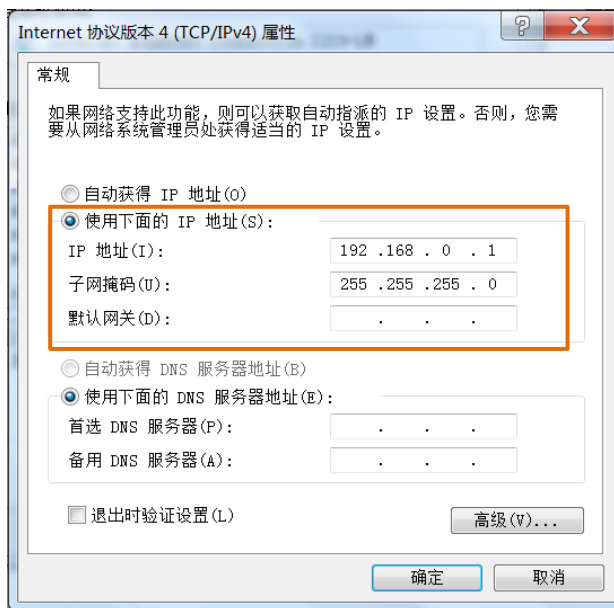 Internet 协议版本 4 (TCP/IPv4) 属性
常规
如果网络支持此功能，则可以获取自动指派的 IP 设置。否则，您需
要从网络系统管理员处获得适当的 IP 设置。
自动获得 IP 地址(O)
使用下面的 IP 地址(S):
IP 地址(I): 192 .168 . 0 . 1
子网掩码(U): 255 .255 .255 . 0
默认网关(D): . . .
自动获得 DNS 服务器地址(B)
使用下面的 DNS 服务器地址(E):
首选 DNS 服务器(P): . . .
备用 DNS 服务器(A): . . .
退出时验证设置(L)
高级(V)...
确定 取消